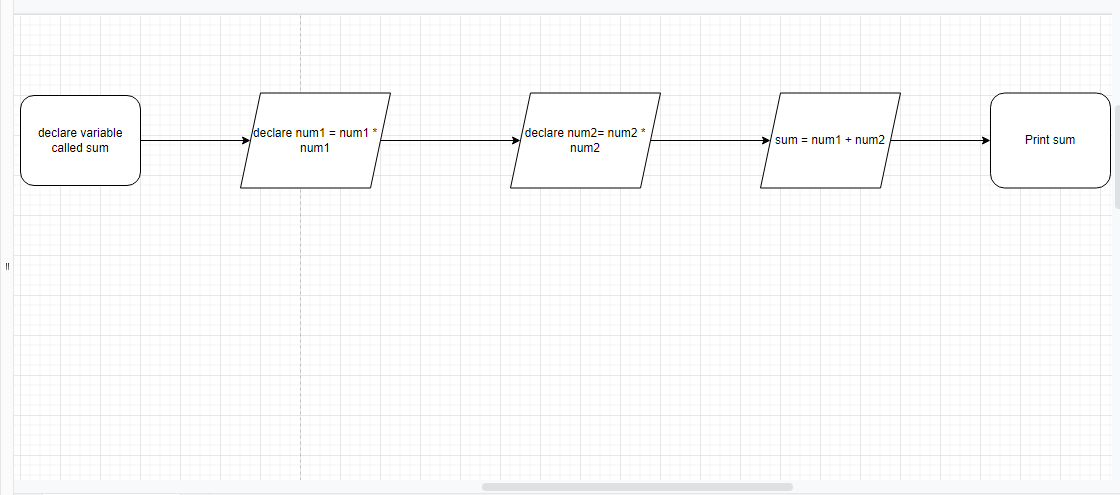 declare variable
called sum
declare num1 = num1 *
num1
declare num2= num2 *
num2
sum = num1 + num2
Print sum